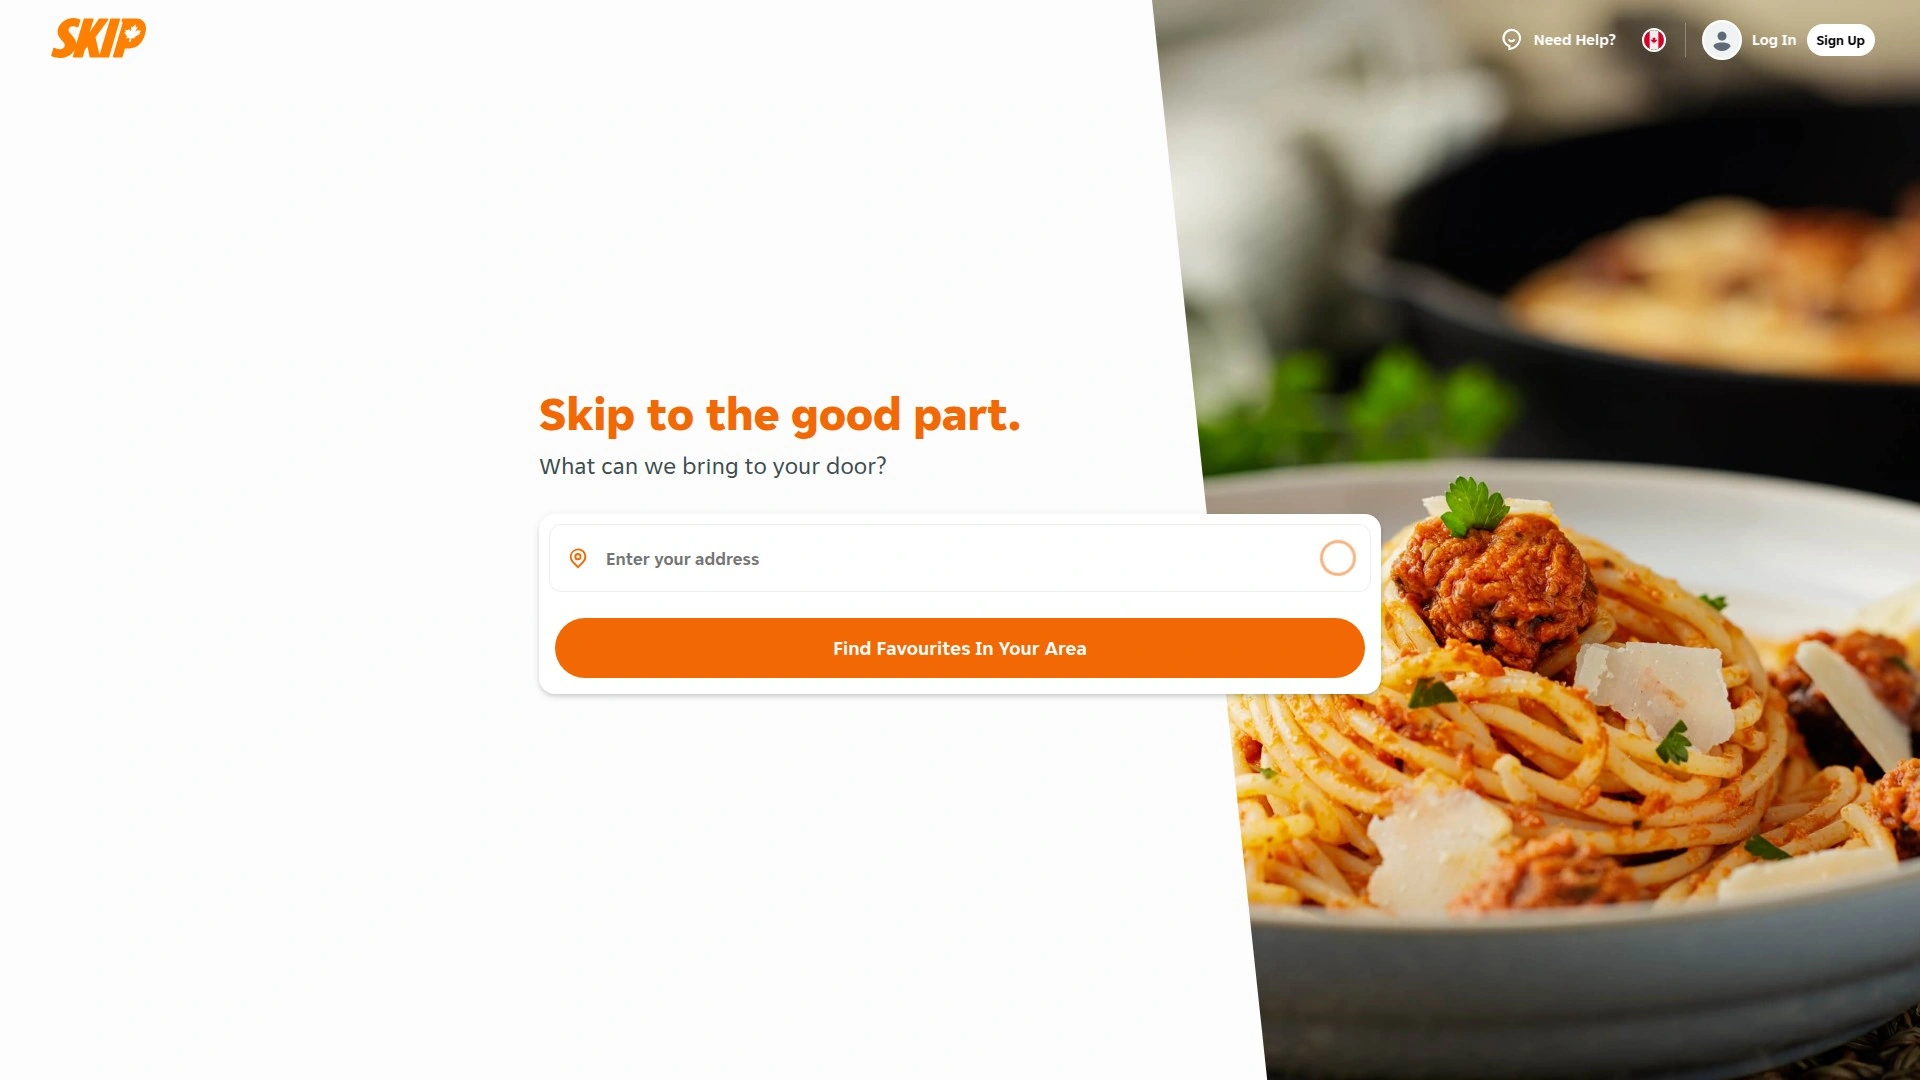 SKIP
Need Help?
Log In
Sign Up
Skip to the good part.
What can we bring to your door?
Enter your address
Find Favourites In Your Area